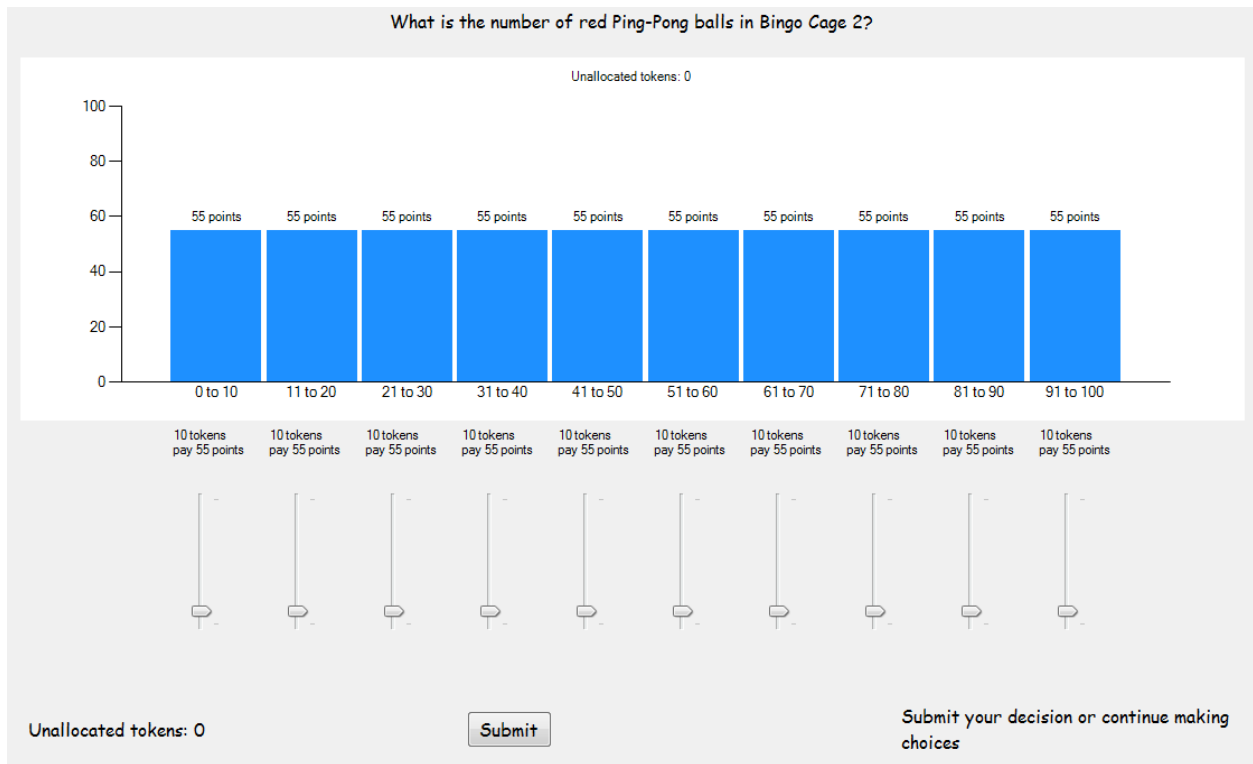 What is the number of red Ping-Pong balls in Bingo Cage 2?
Unallocated tokens: 0
100
80
60
40
20
0
55 points 55 points 55 points 55 points 55 points 55 points 55 points 55 points 55 points 55 points
0 to 10 11 to 20 21 to 30 31 to 40 41 to 50 51 to 60 61 to 70 71 to 80 81 to 90 91 to 100
10 tokens 10 tokens 10 tokens 10 tokens 10 tokens 10 tokens 10 tokens 10 tokens 10 tokens 10 tokens
pay 55 points pay 55 points pay 55 points pay 55 points pay 55 points pay 55 points pay 55 points pay 55 points pay 55 points pay 55 points
Unallocated tokens: 0
Submit
Submit your decision or continue making
choices